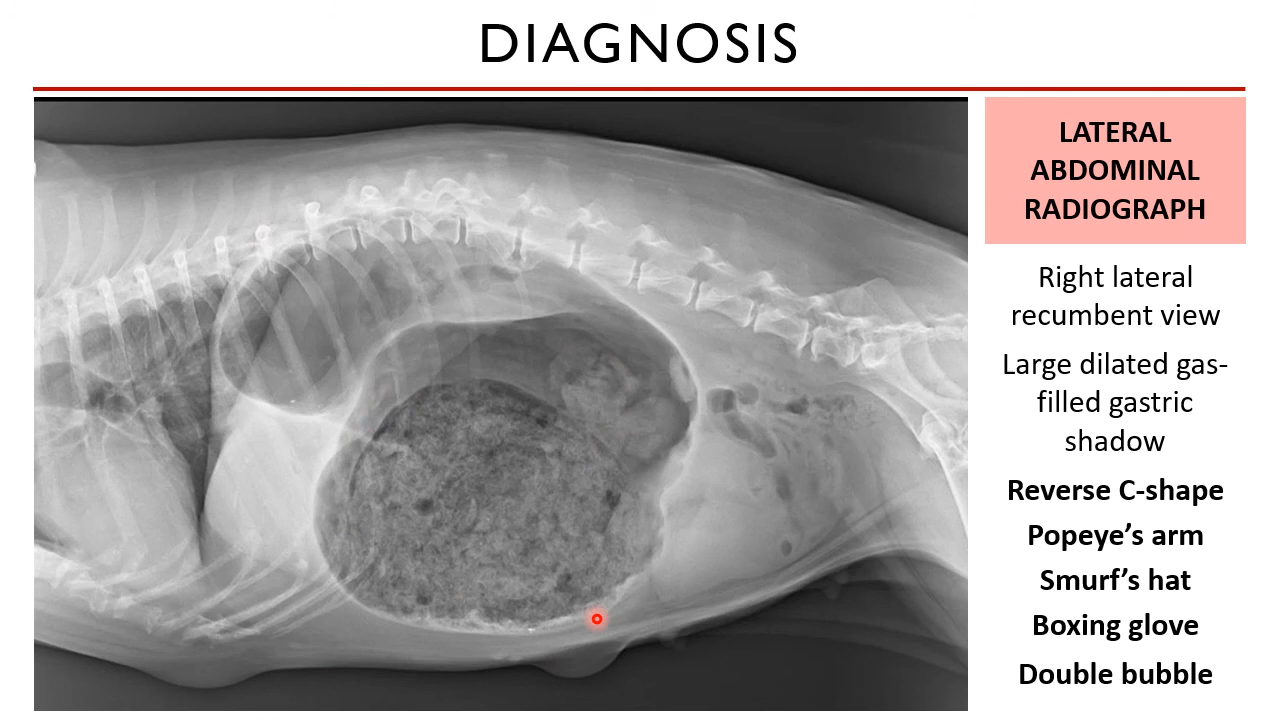 DIAGNOSIS
LATERAL
ABDOMINAL
RADIOGRAPH
Right lateral
recumbent view
Large dilated gas-
filled gastric
shadow
Reverse C-shape
Popeye’s arm
Smurf’s hat
Boxing glove
Double bubble